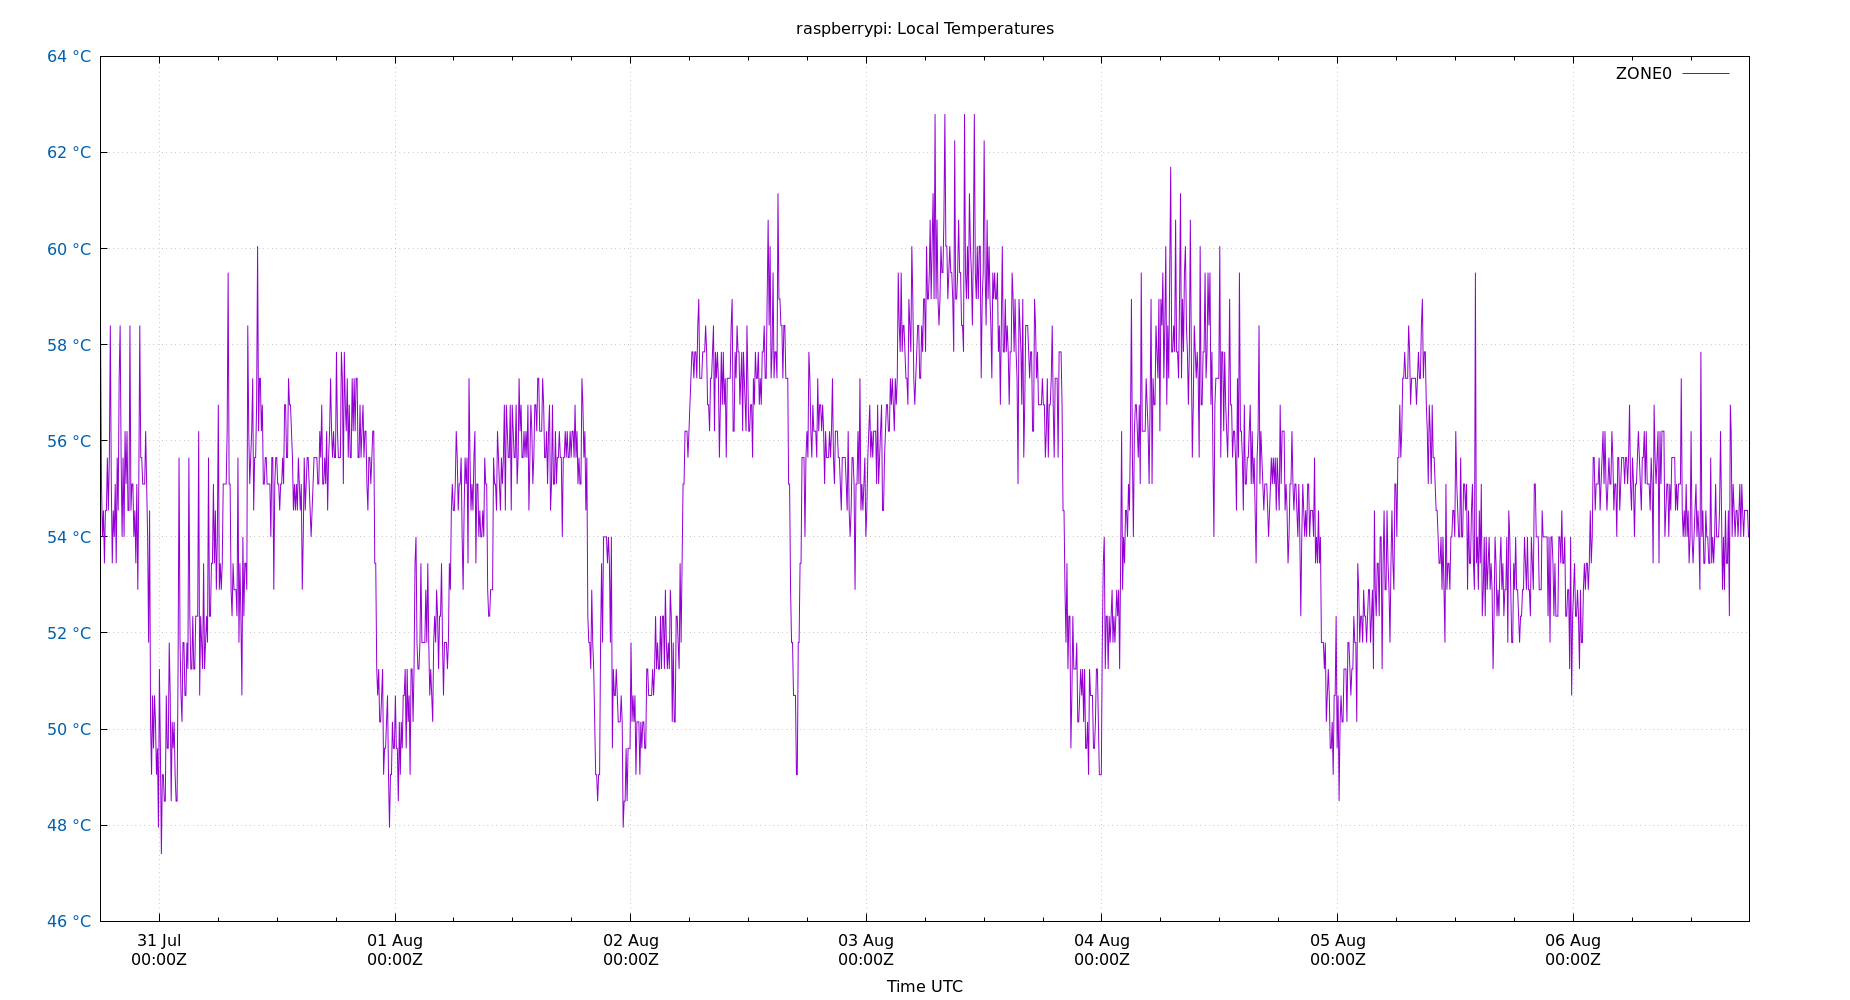 raspberrypi: Local Temperatures
64 °C
ZONE0
62 °C
60 °C
58 °C
56 °C
54 °C
52 °C
50 °C
48 °C
46 °C
31 Jul 01 Aug 02 Aug 03 Aug 04 Aug 05 Aug 06 Aug
00:00Z 00:00Z 00:00Z 00:00Z 00:00Z 00:00Z 00:00Z
Time UTC